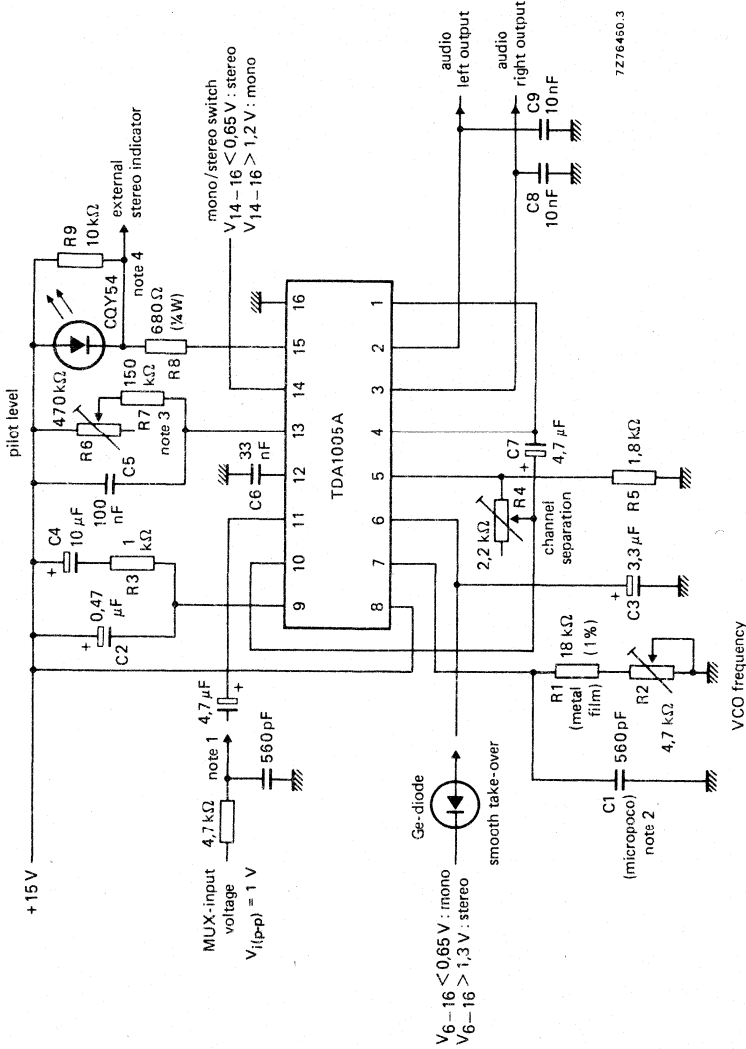 pilot level
+15 V
0,47
µF
+
C2
C4
+
10 µF
R3
1
kΩ
100
nF
C5
470 kΩ
R6
150
kΩ
R7
note 3
CQY54
680 Ω
(¼W)
R8
R9
10 kΩ
external
stereo indicator
note 4
mono/stereo switch
V14−16 < 0,65 V : stereo
V14−16 > 1,2 V : mono
MUX-input
voltage
Vi(p-p) = 1 V
4,7 kΩ
560 pF
note 1
4,7 µF
+
C6
33
nF
9
10
11
12
13
14
15
16
TDA1005A
8
7
6
5
4
3
2
1
V6−16 < 0,65 V : mono
V6−16 > 1,3 V : stereo
Ge-diode
smooth take-over
C1
560 pF
(micropoco)
note 2
R1
(metal
film)
18 kΩ
(1%)
R2
4,7 kΩ
VCO frequency
C3
+
3,3 µF
2,2 kΩ
R4
channel
separation
R5
1,8 kΩ
C7
+
4,7 µF
C8
10 nF
C9
10 nF
audio
left output
audio
right output
7Z76460.3